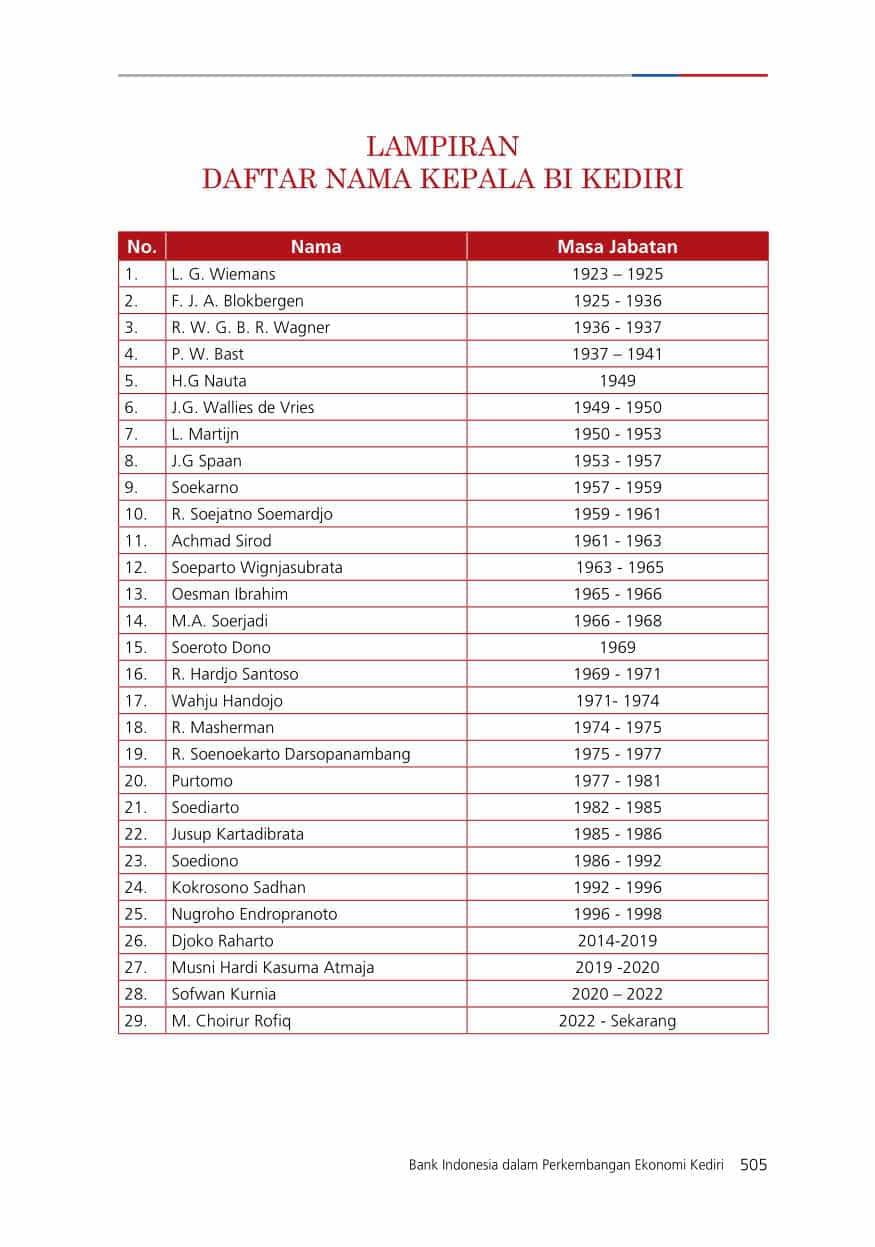 LAMPIRAN
DAFTAR NAMA KEPALA BI KEDIRI
No. Nama Masa Jabatan
1. L. G. Wiemans 1923 – 1925
2. F. J. A. Blokbergen 1925 - 1936
3. R. W. G. B. R. Wagner 1936 - 1937
4. P. W. Bast 1937 – 1941
5. H.G Nauta 1949
6. J.G. Wallies de Vries 1949 - 1950
7. L. Martijn 1950 - 1953
8. J.G Spaan 1953 - 1957
9. Soekarno 1957 - 1959
10. R. Soejatno Soemardjo 1959 - 1961
11. Achmad Sirod 1961 - 1963
12. Soeparto Wignjasubrata 1963 - 1965
13. Oesman Ibrahim 1965 - 1966
14. M.A. Soerjadi 1966 - 1968
15. Soeroto Dono 1969
16. R. Hardjo Santoso 1969 - 1971
17. Wahju Handojo 1971- 1974
18. R. Masherman 1974 - 1975
19. R. Soenoekarto Darsopanambang 1975 - 1977
20. Purtomo 1977 - 1981
21. Soediarto 1982 - 1985
22. Jusup Kartadibrata 1985 - 1986
23. Soediono 1986 - 1992
24. Kokrosono Sadhan 1992 - 1996
25. Nugroho Endropranoto 1996 - 1998
26. Djoko Raharto 2014-2019
27. Musni Hardi Kasuma Atmaja 2019 -2020
28. Sofwan Kurnia 2020 – 2022
29. M. Choirur Rofiq 2022 - Sekarang
Bank Indonesia dalam Perkembangan Ekonomi Kediri 505